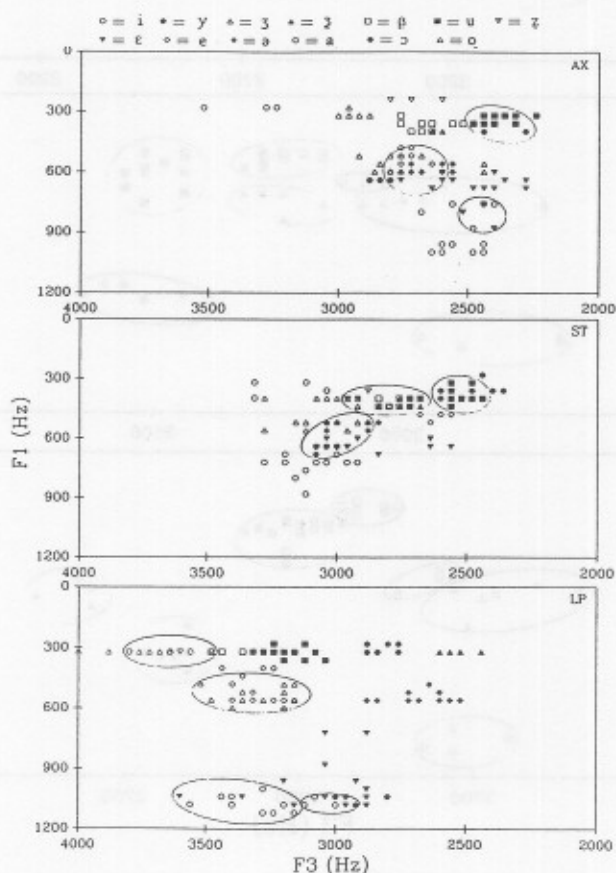 ○ = i ● = y △ = ʒ ▲ = ʒ □ = β ■ = u ▼ = ʐ
▼ = ɛ ○ = e ● = ə ○ = a ● = ɔ △ = ɑ
0
AX
300
600
900
1200
4000 3500 3000 2500 2000
0
ST
300
600
900
1200
F1 (Hz)
4000 3500 3000 2500 2000
0
LP
300
600
900
1200
4000 3500 3000 2500 2000
F3 (Hz)